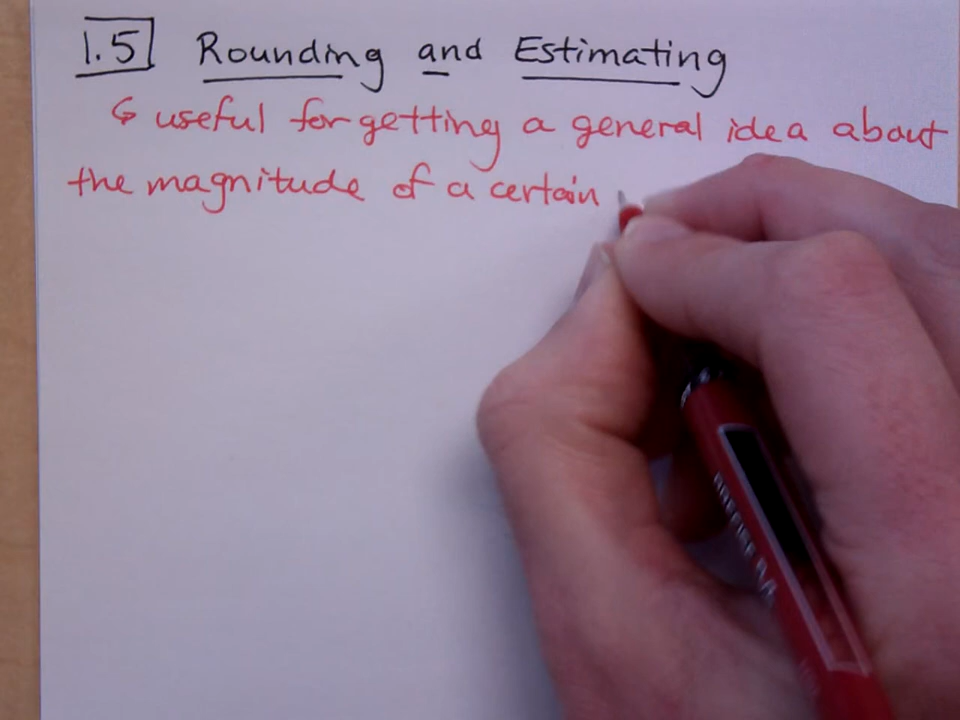 1.5 Rounding and Estimating
↳ useful for getting a general idea about
the magnitude of a certain